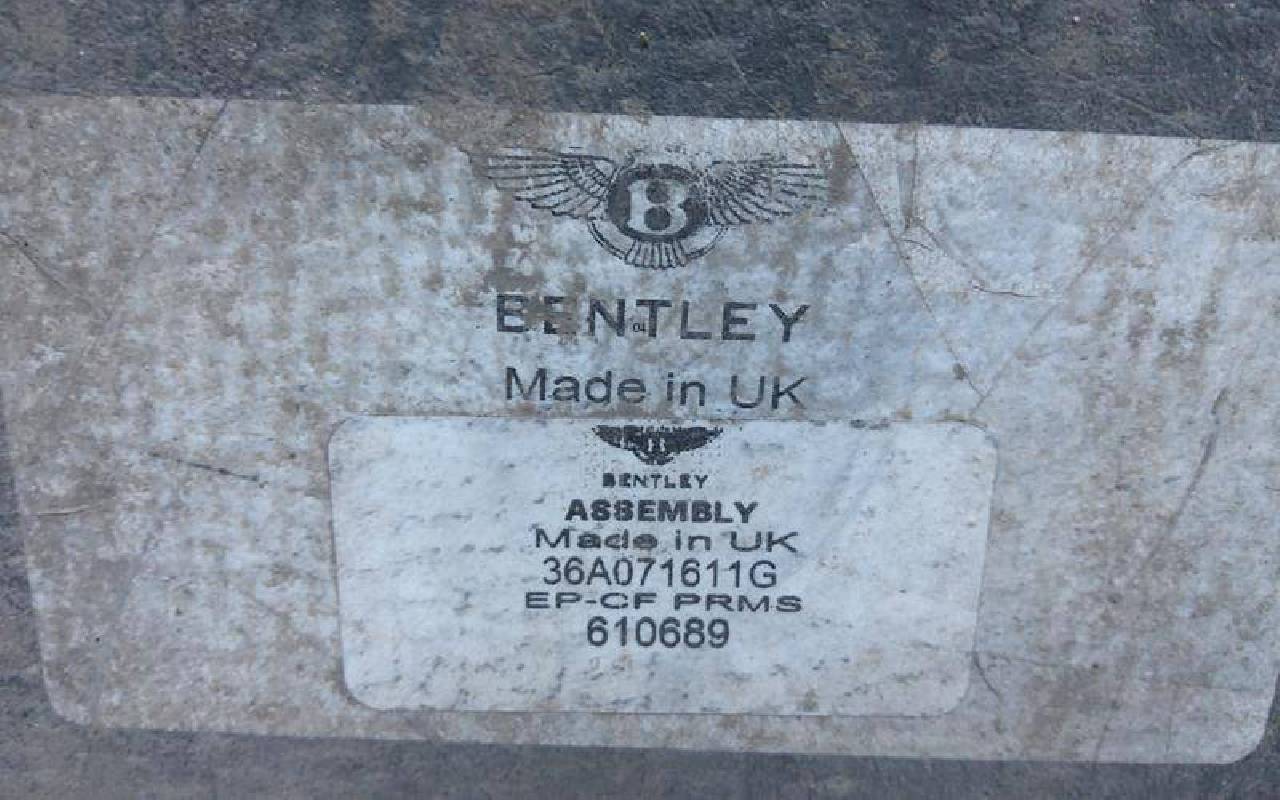 B
BENTLEY
Made in UK
BENTLEY
ASSEMBLY
Made in UK
36A071611G
EP-CF PRMS
610689